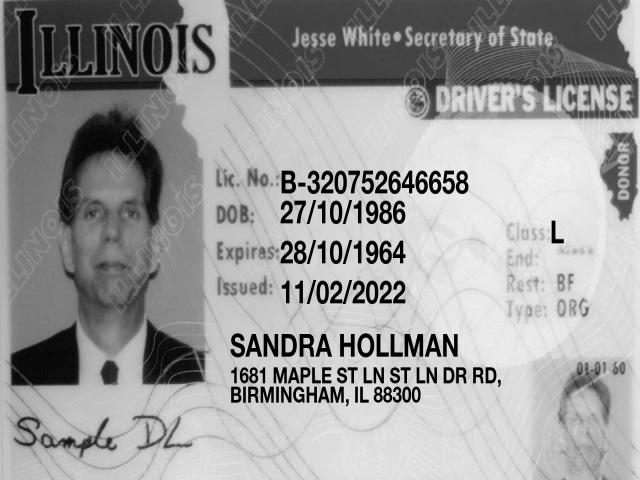 ILLINOIS
Jesse White • Secretary of State
DRIVER'S LICENSE
DONOR
Lic. No.: B-320752646658
DOB: 27/10/1986
Expires: 28/10/1964
Issued: 11/02/2022
Class: L
End:
Rest: BF
Type: ORG
SANDRA HOLLMAN
1681 MAPLE ST LN ST LN DR RD,
BIRMINGHAM, IL 88300
01-01-60
Sample DL